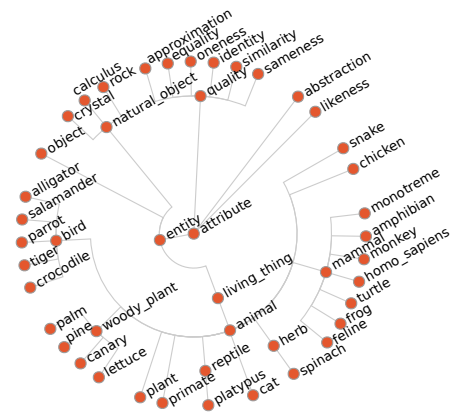 approximation
equality
oneness
identity
similarity
sameness
calculus
rock
crystal
natural_object
quality
abstraction
likeness
object
snake
chicken
alligator
salamander
parrot
bird
tiger
crocodile
entity
attribute
monotreme
amphibian
mammal
monkey
homo_sapiens
turtle
frog
feline
living_thing
animal
woody_plant
palm
pine
canary
lettuce
herb
reptile
spinach
plant
primate
platypus
cat